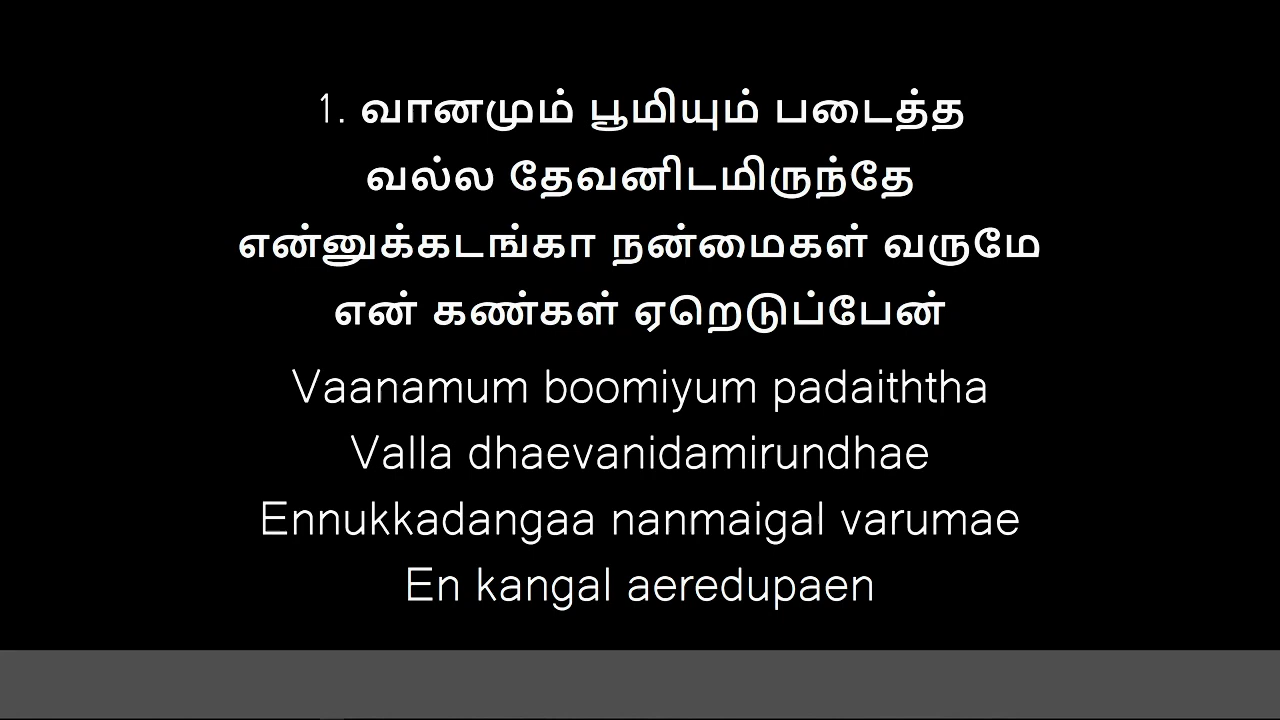 1. வானமும் பூமியும் படைத்த
வல்ல தேவனிடமிருந்தே
என்னுக்கடங்கா நன்மைகள் வருமே
என் கண்கள் ஏறெடுப்பேன்
Vaanamum boomiyum padaiththa
Valla dhaevanidamirundhae
Ennukkadangaa nanmaigal varumae
En kangal aeredupaen